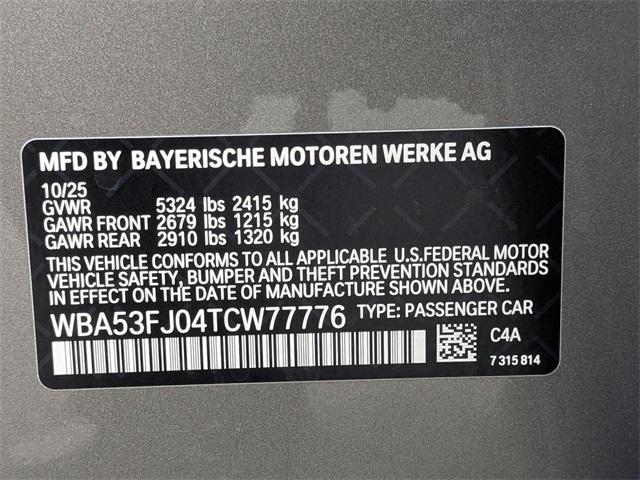 MFD BY BAYERISCHE MOTOREN WERKE AG
10/25
GVWR 5324 lbs 2415 kg
GAWR FRONT 2679 lbs 1215 kg
GAWR REAR 2910 lbs 1320 kg
THIS VEHICLE CONFORMS TO ALL APPLICABLE U.S.FEDERAL MOTOR
VEHICLE SAFETY, BUMPER AND THEFT PREVENTION STANDARDS
IN EFFECT ON THE DATE OF MANUFACTURE SHOWN ABOVE.
WBA53FJ04TCW77776 TYPE: PASSENGER CAR
C4A
7 315 814